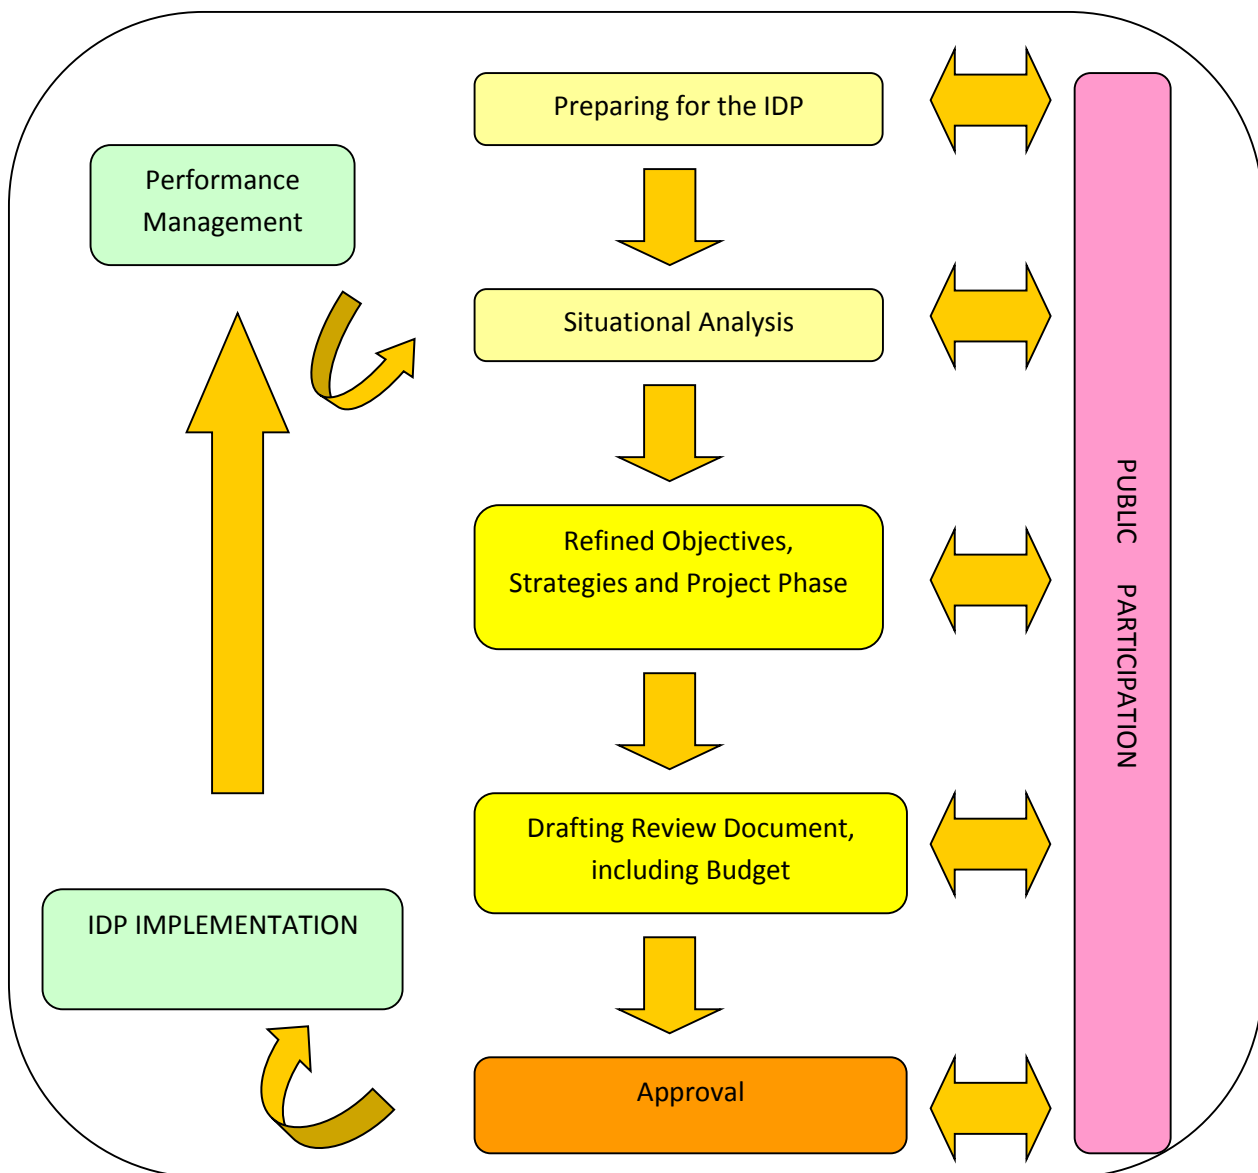 Preparing for the IDP
Performance
Management
Situational Analysis
Refined Objectives,
Strategies and Project Phase
Drafting Review Document,
including Budget
IDP IMPLEMENTATION
Approval
PUBLIC PARTICIPATION